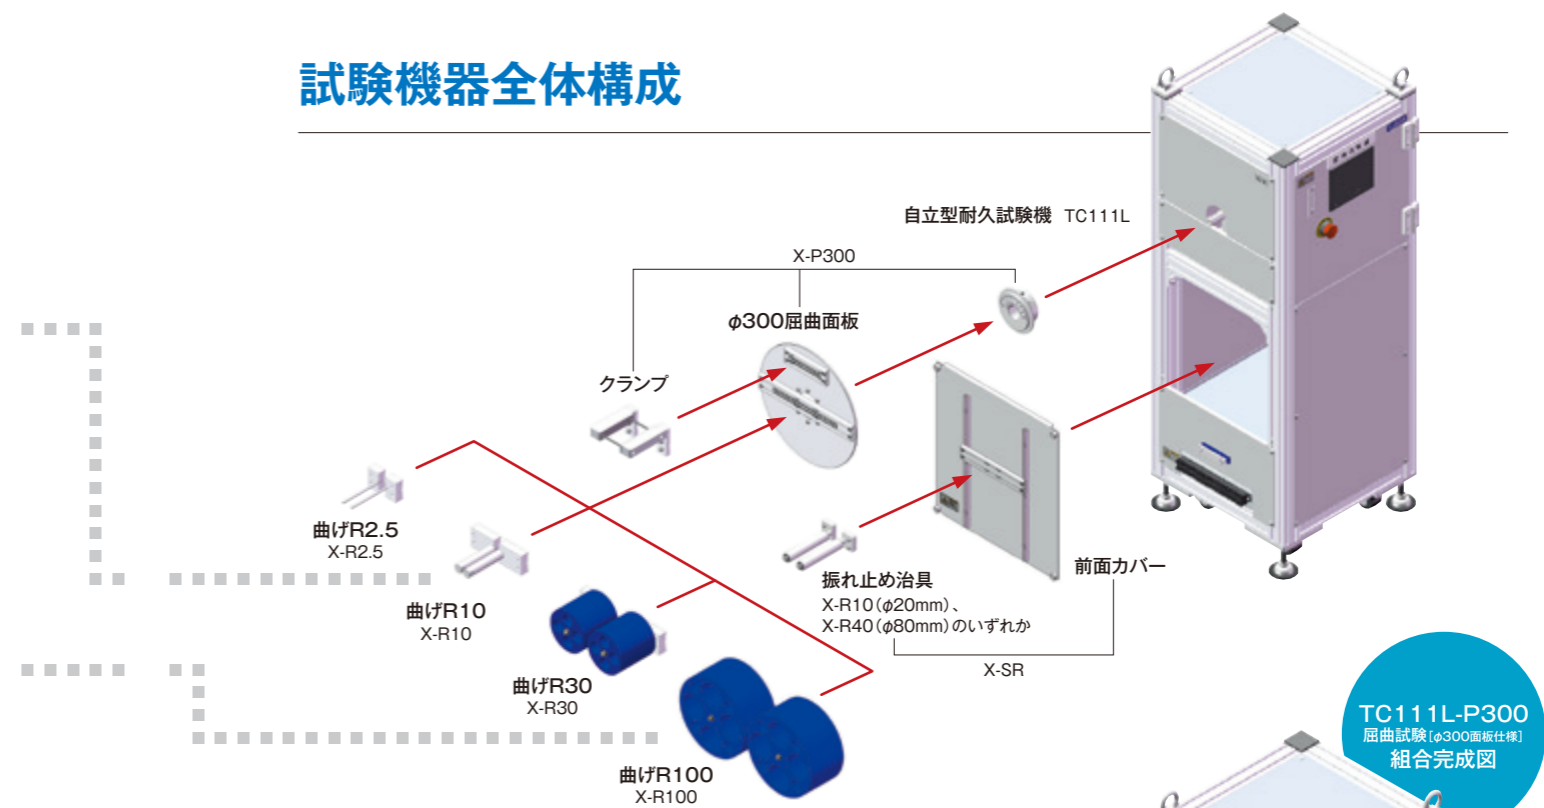 試験機器全体構成
自立型耐久試験機 TC111L
X-P300
φ300屈曲面板
クランプ
曲げR2.5
X-R2.5
曲げR10
X-R10
曲げR30
X-R30
曲げR100
X-R100
振れ止め治具
X-R10(φ20mm)、
X-R40(φ80mm)のいずれか
前面カバー
X-SR
TC111L-P300
屈曲試験[φ300面板仕様]
組合完成図